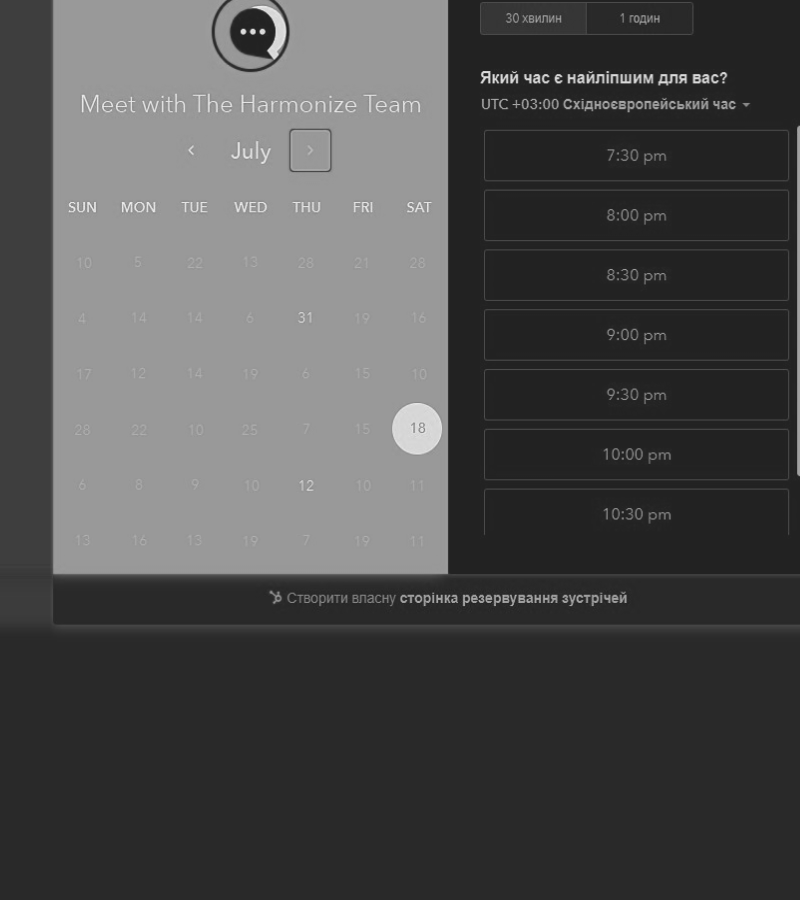 Meet with The Harmonize Team
July
SUN MON TUE WED THU FRI SAT
10 5 22 13 28 21 28
4 14 14 6 31 19 16
17 12 14 19 6 15 10
28 22 10 25 7 15 18
6 8 9 10 12 10 11
13 16 13 19 7 19 11
30 хвилин 1 годин
Який час є найліпшим для вас?
UTC +03:00 Східноєвропейський час
7:30 pm
8:00 pm
8:30 pm
9:00 pm
9:30 pm
10:00 pm
10:30 pm
Створити власну сторінка резервування зустрічей